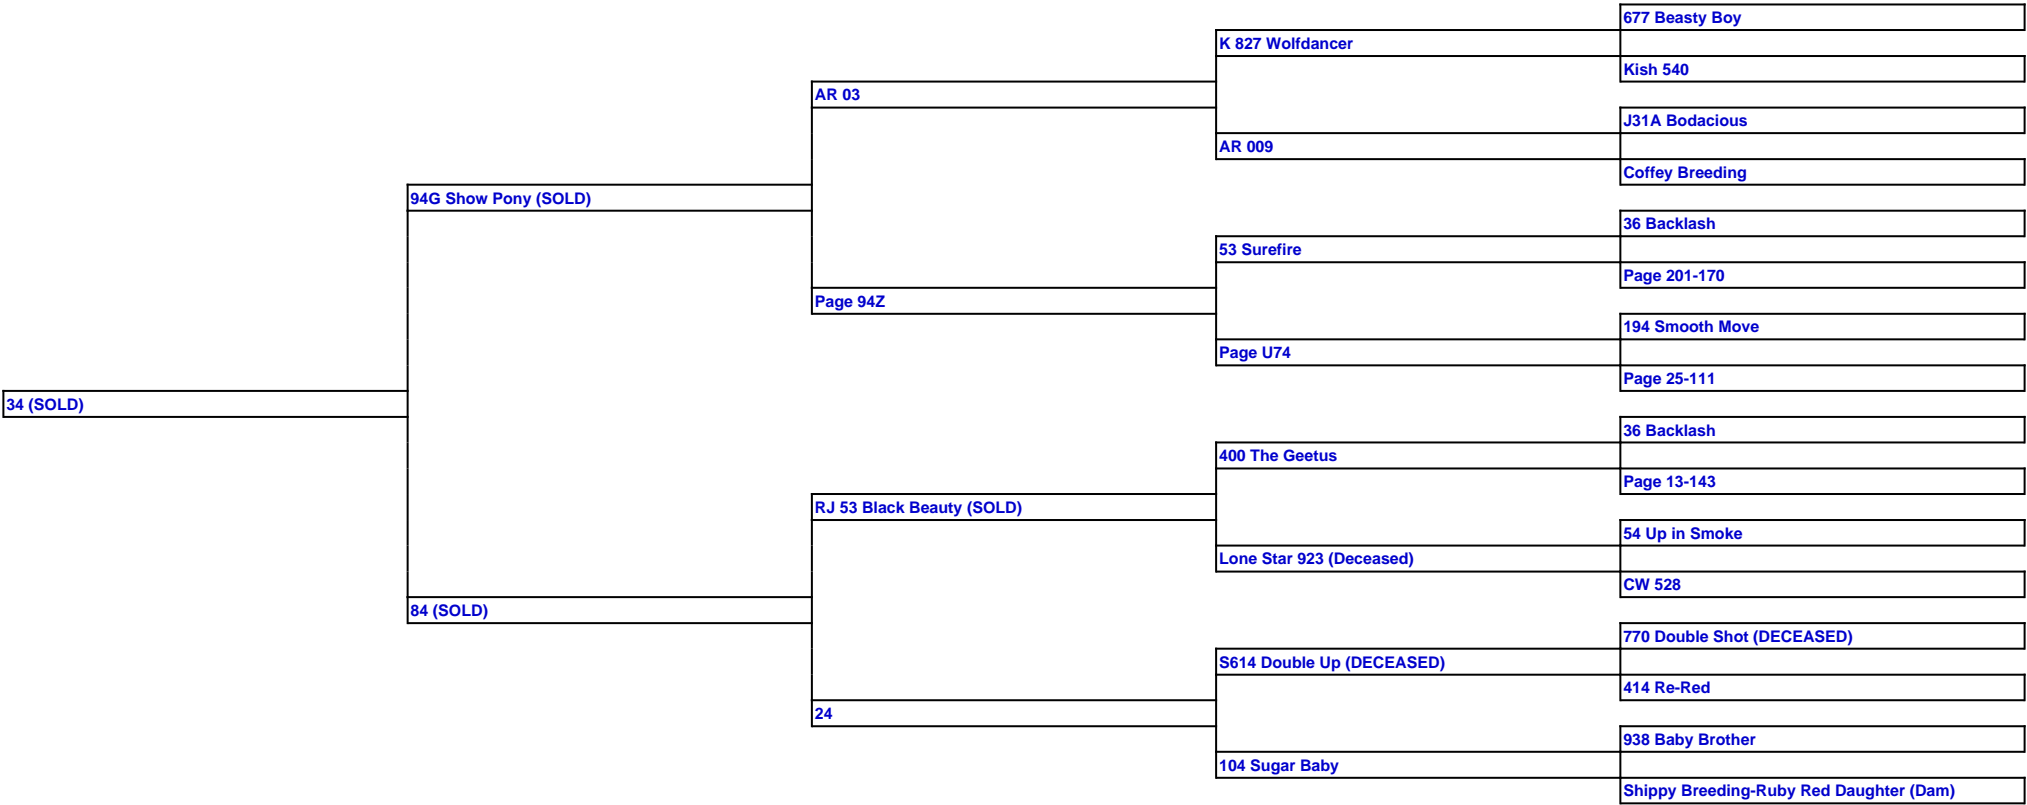 677 Beasty Boy
K 827 Wolfdancer
Kish 540
AR 03
J31A Bodacious
AR 009
Coffey Breeding
94G Show Pony (SOLD)
36 Backlash
53 Surefire
Page 201-170
Page 94Z
194 Smooth Move
Page U74
Page 25-111
34 (SOLD)
36 Backlash
400 The Geetus
Page 13-143
RJ 53 Black Beauty (SOLD)
54 Up in Smoke
Lone Star 923 (Deceased)
CW 528
84 (SOLD)
770 Double Shot (DECEASED)
S614 Double Up (DECEASED)
414 Re-Red
24
938 Baby Brother
104 Sugar Baby
Shippy Breeding-Ruby Red Daughter (Dam)